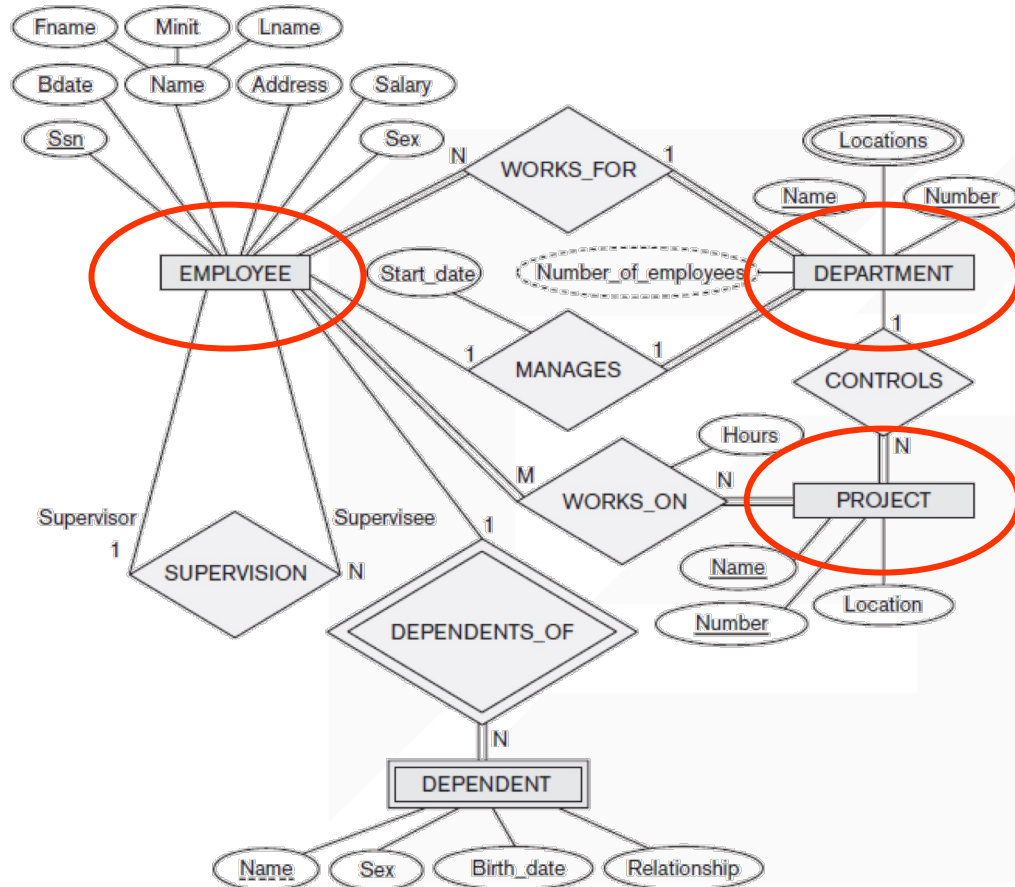 Fname Minit Lname
Bdate Name Address Salary
Ssn Sex
N WORKS_FOR 1
Locations
Name Number
EMPLOYEE Start_date Number_of_employees DEPARTMENT
1 MANAGES 1
1
CONTROLS
N
Hours
M WORKS_ON N
PROJECT
Supervisor Supervisee
1 SUPERVISION N
1
Name
Number Location
DEPENDENTS_OF
N
DEPENDENT
Name Sex Birth_date Relationship